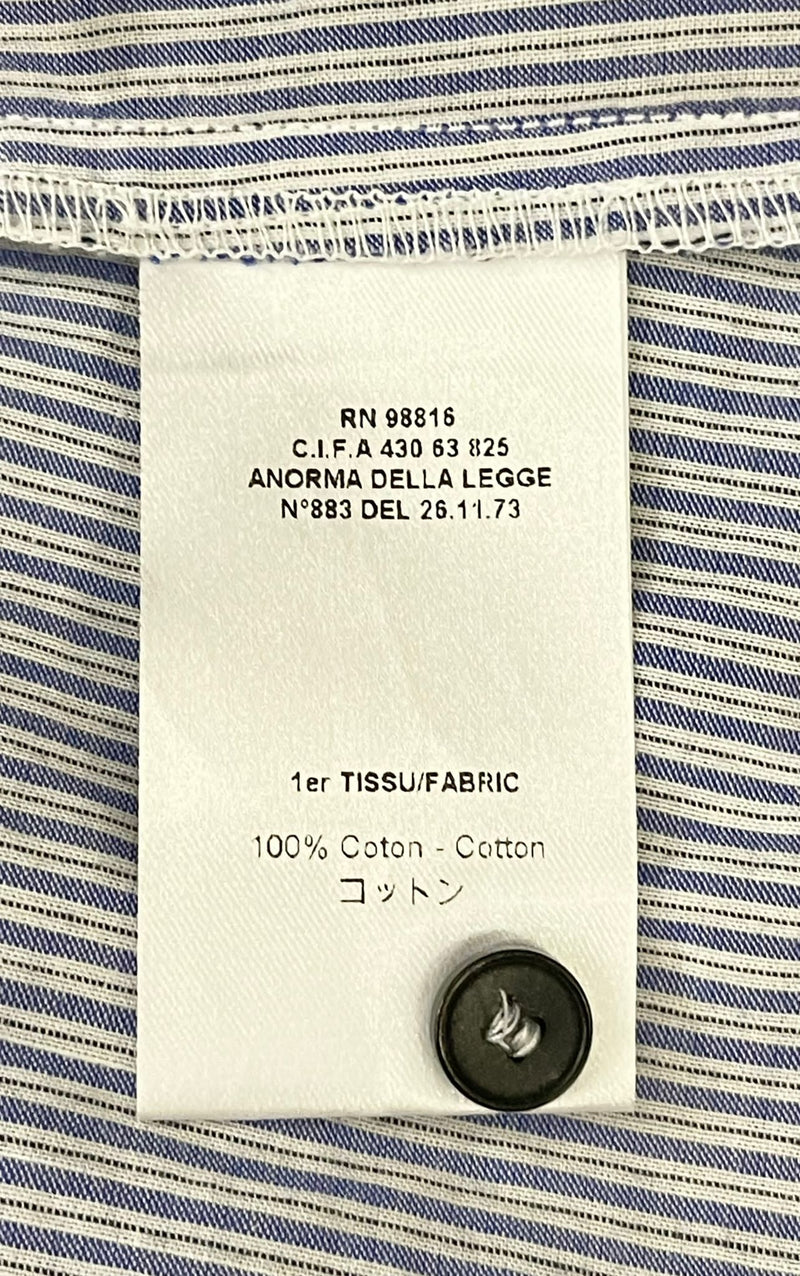 RN 98816
C.I.F.A 430 63 825
ANORMA DELLA LEGGE
N°883 DEL 26.11.73
1er TISSU/FABRIC
100% Coton - Cotton
コットン